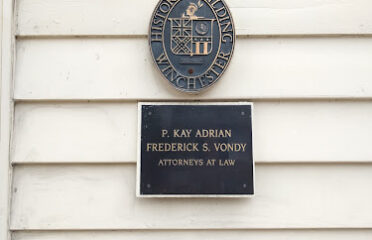 HISTORIC BUILDING
WINCHESTER
P. KAY ADRIAN
FREDERICK S. VONDY
ATTORNEYS AT LAW